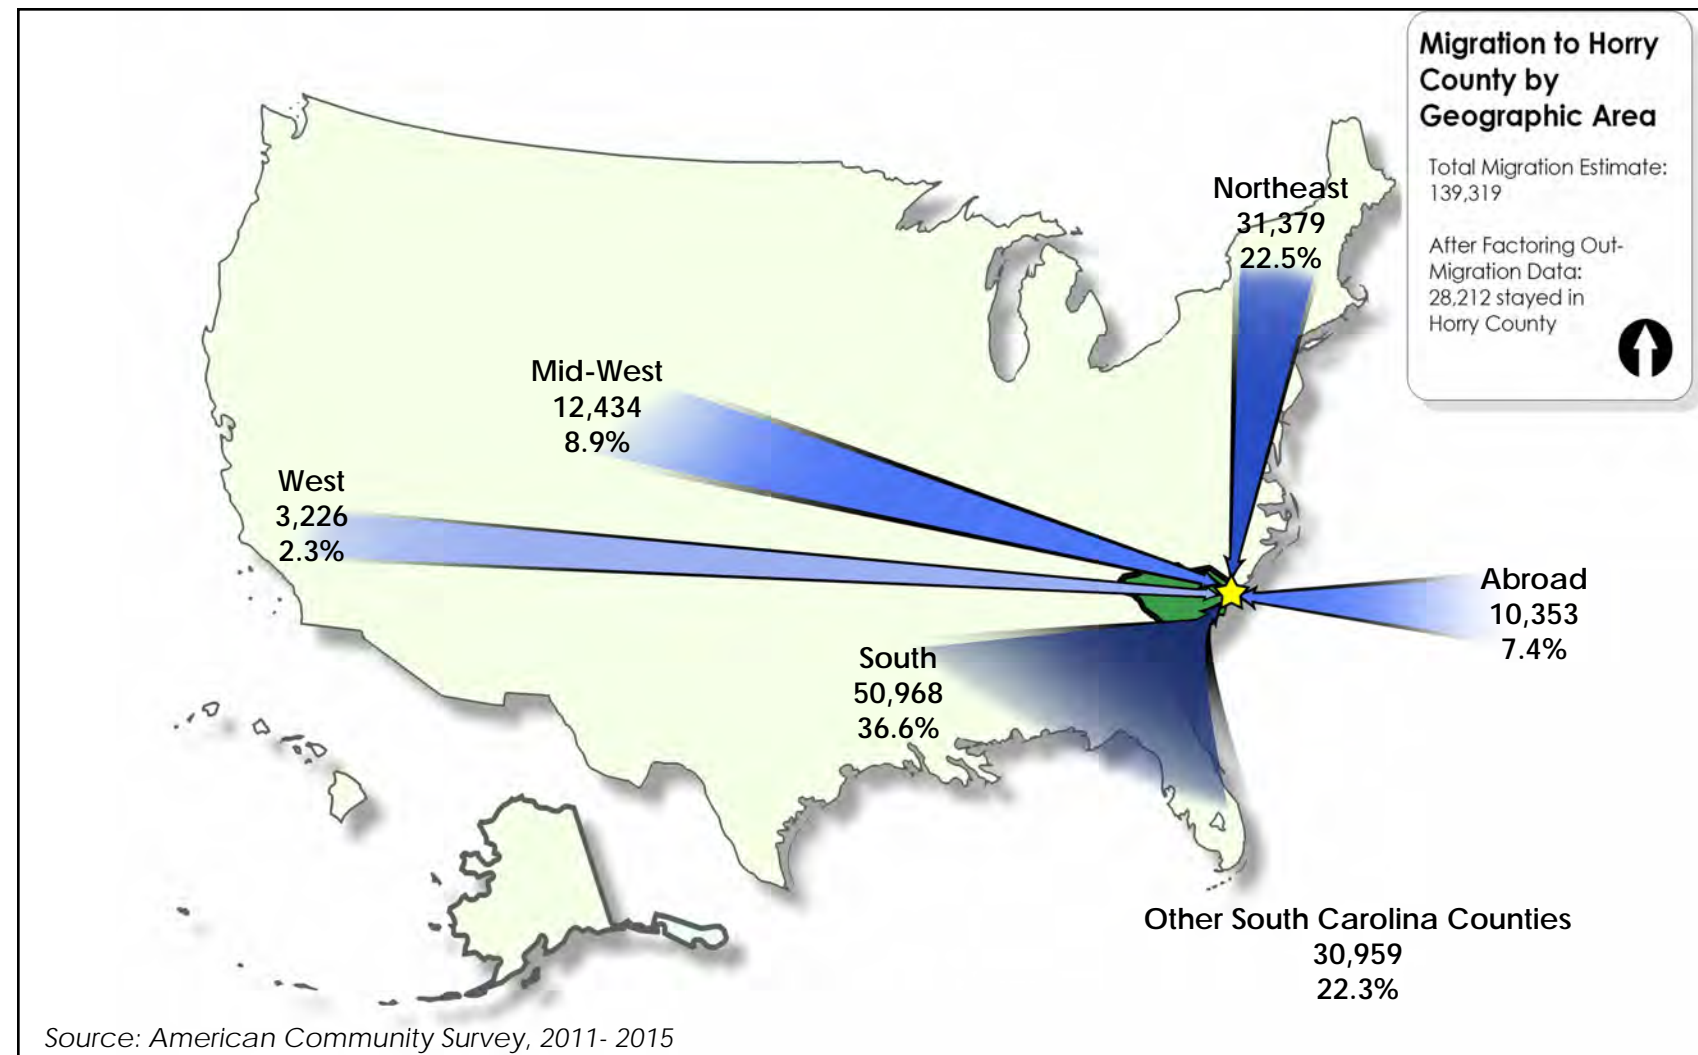 Migration to Horry
County by
Geographic Area
Total Migration Estimate:
139,319
After Factoring Out-
Migration Data:
28,212 stayed in
Horry County
Northeast
31,379
22.5%
Mid-West
12,434
8.9%
West
3,226
2.3%
Abroad
10,353
7.4%
South
50,968
36.6%
Other South Carolina Counties
30,959
22.3%
Source: American Community Survey, 2011- 2015